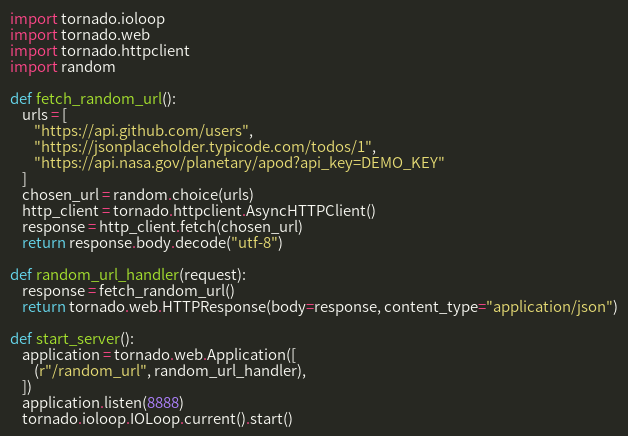 import tornado.ioloop
import tornado.web
import tornado.httpclient
import random

def fetch_random_url():
    urls = [
        "https://api.github.com/users",
        "https://jsonplaceholder.typicode.com/todos/1",
        "https://api.nasa.gov/planetary/apod?api_key=DEMO_KEY"
    ]
    chosen_url = random.choice(urls)
    http_client = tornado.httpclient.AsyncHTTPClient()
    response = http_client.fetch(chosen_url)
    return response.body.decode("utf-8")

def random_url_handler(request):
    response = fetch_random_url()
    return tornado.web.HTTPResponse(body=response, content_type="application/json")

def start_server():
    application = tornado.web.Application([
        (r"/random_url", random_url_handler),
    ])
    application.listen(8888)
    tornado.ioloop.IOLoop.current().start()